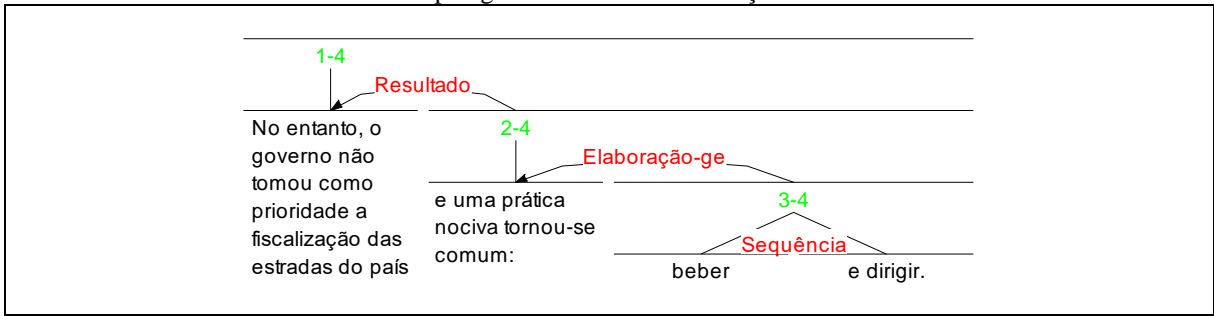 1-4
Resultado
No entanto, o
governo não
tomou como
prioridade a
fiscalização das
estradas do país
2-4
Elaboração-ge
e uma prática
nociva tornou-se
comum:
3-4
Sequência
beber
e dirigir.